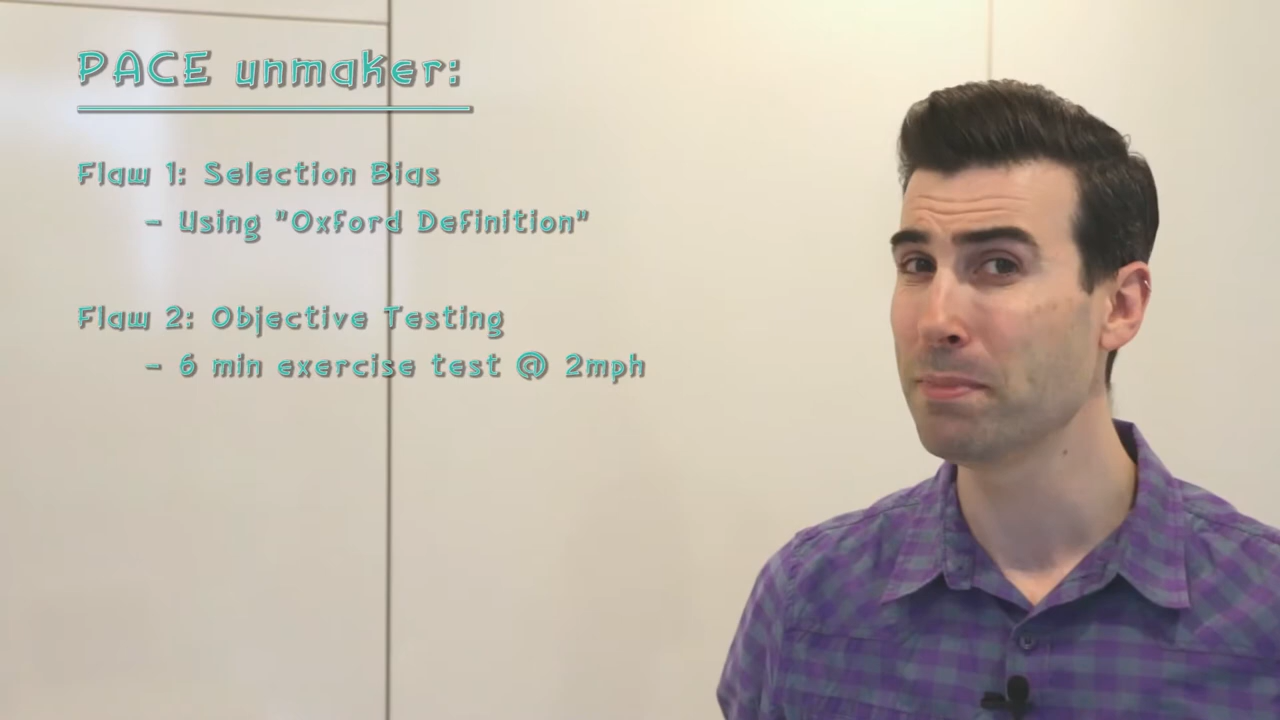 PACE unmaker:
Flaw 1: Selection Bias
- Using "Oxford Definition"
Flaw 2: Objective Testing
- 6 min exercise test @ 2mph